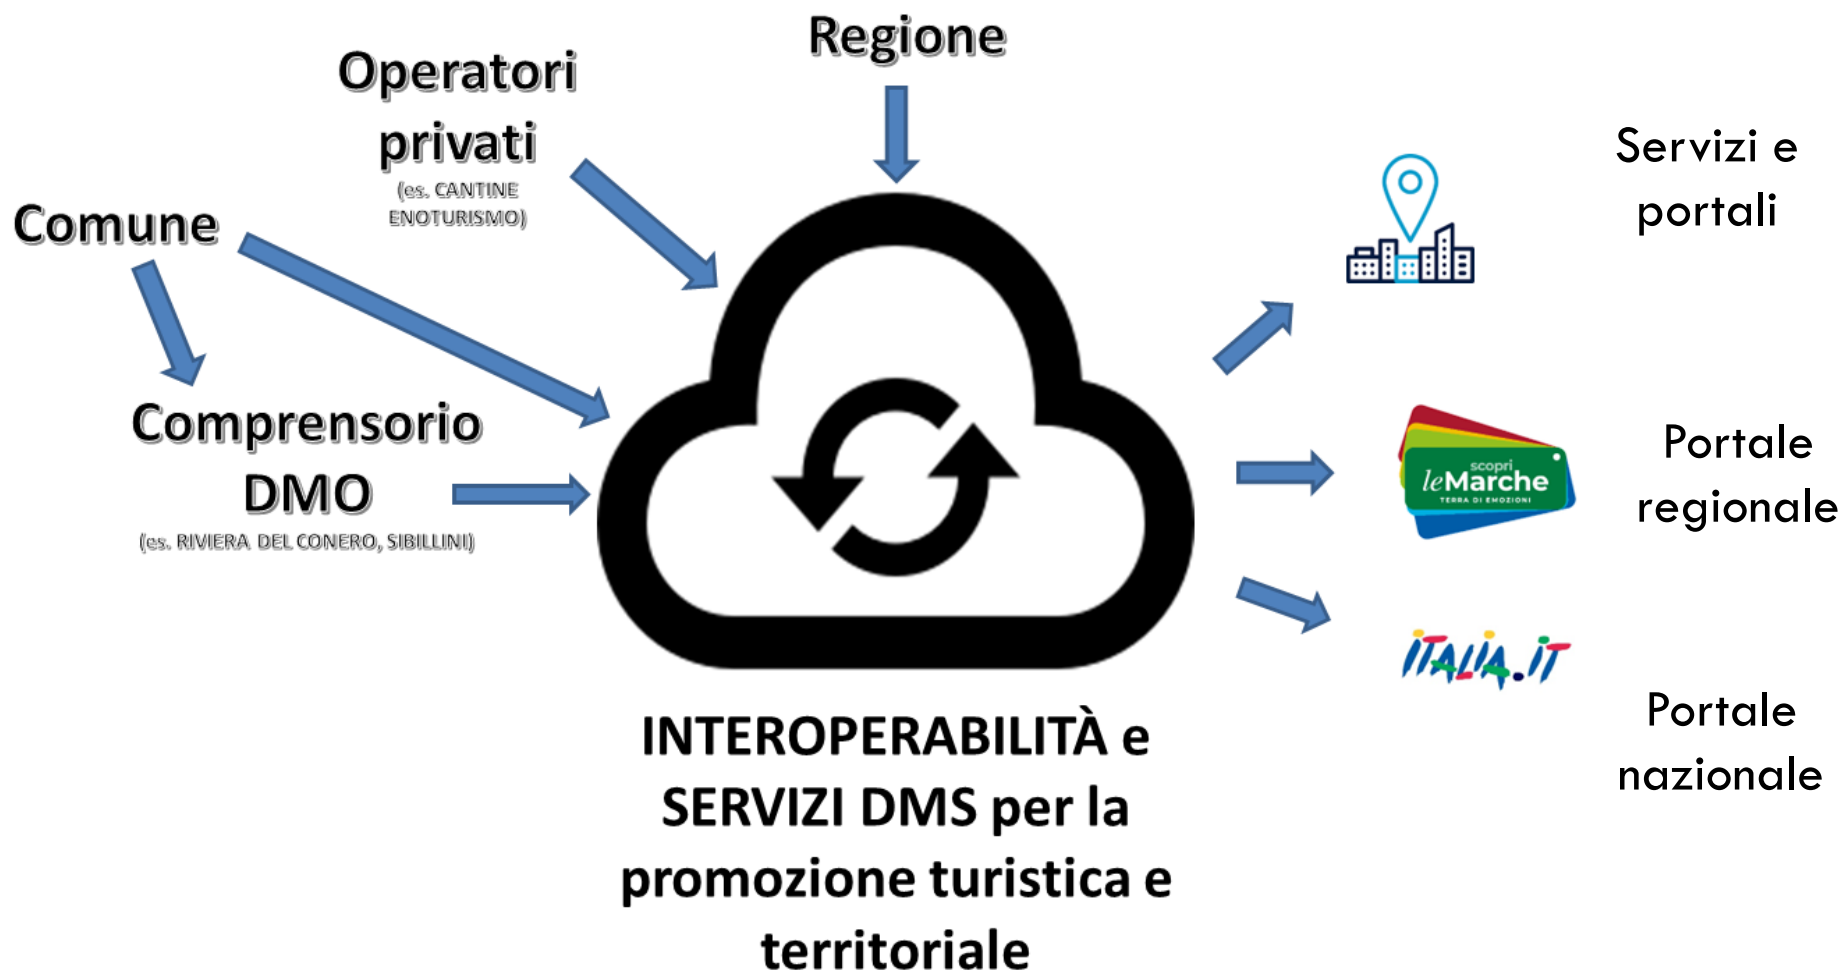 Regione
Operatori
privati
(es. CANTINE
ENOTURISMO)
Comune
Comprensorio
DMO
(es. RIVIERA DEL CONERO, SIBILLINI)
INTEROPERABILITÀ e
SERVIZI DMS per la
promozione turistica e
territoriale
Servizi e
portali
scopri
leMarche
TERRA DI EMOZIONI
Portale
regionale
iTALiA.iT
Portale
nazionale